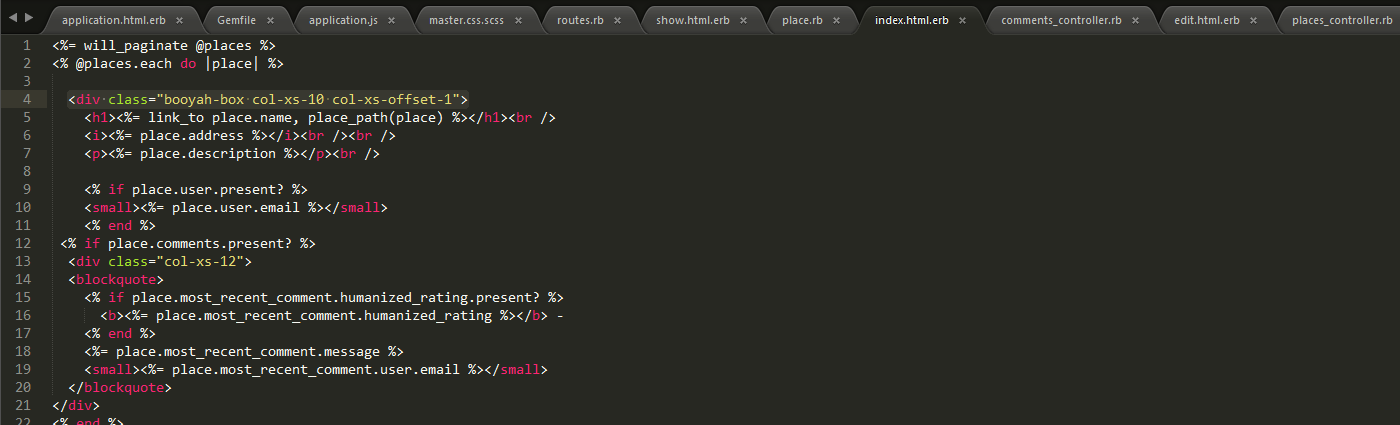 application.html.erb × Gemfile × application.js × master.css.scss × routes.rb × show.html.erb × place.rb × index.html.erb × comments_controller.rb × edit.html.erb × places_controller.rb
1 <%= will_paginate @places %>
2 <% @places.each do |place| %>
3
4 <div class="booyah-box col-xs-10 col-xs-offset-1">
5 <h1><%= link_to place.name, place_path(place) %></h1><br />
6 <i><%= place.address %></i><br /><br />
7 <p><%= place.description %></p><br />
8
9 <% if place.user.present? %>
10 <small><%= place.user.email %></small>
11 <% end %>
12 <% if place.comments.present? %>
13 <div class="col-xs-12">
14 <blockquote>
15 <% if place.most_recent_comment.humanized_rating.present? %>
16 <b><%= place.most_recent_comment.humanized_rating %></b> -
17 <% end %>
18 <%= place.most_recent_comment.message %>
19 <small><%= place.most_recent_comment.user.email %></small>
20 </blockquote>
21 </div>
22 <% end %>